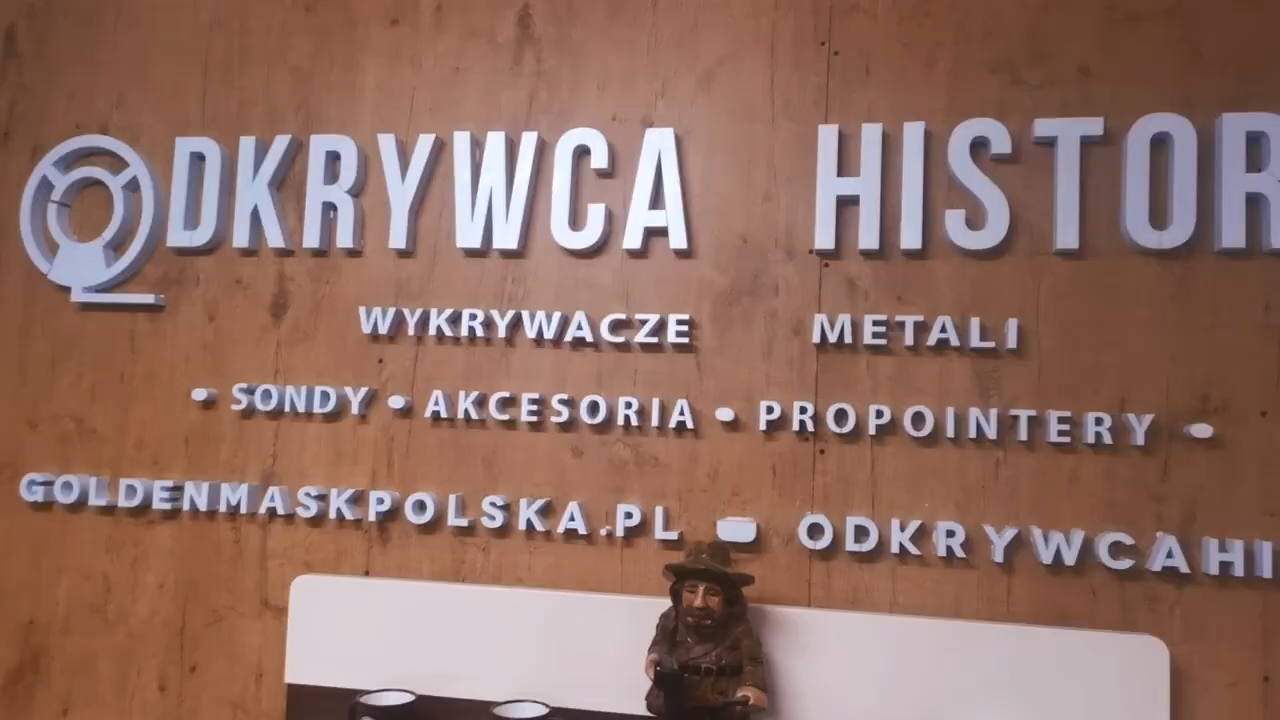 ODKRYWCA HISTOR
WYKRYWACZE METALI
• SONDY • AKCESORIA • PROPOINTERY •
GOLDENMASKPOLSKA.PL ODKRYWCAHI